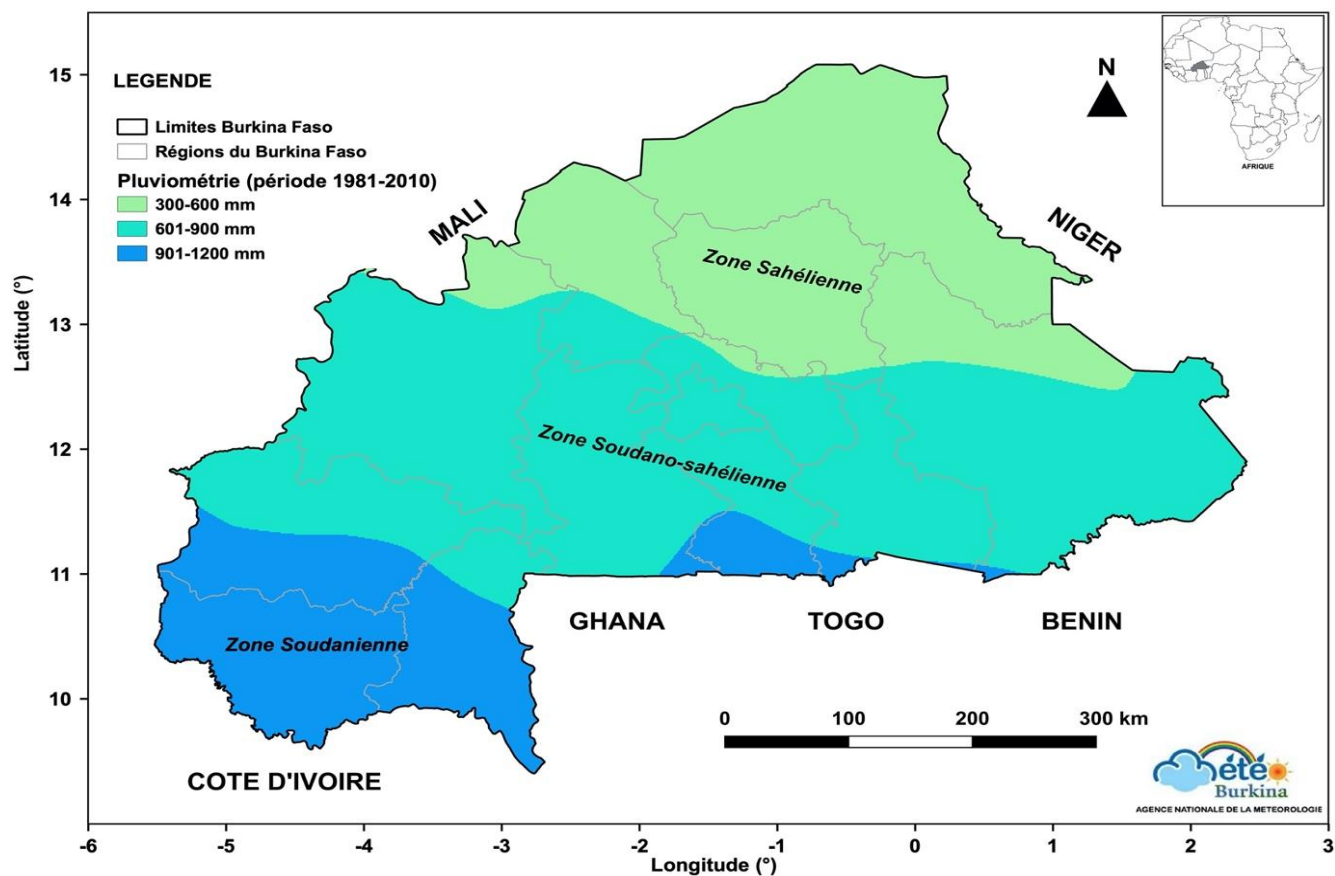 LEGENDE
Limites Burkina Faso
Régions du Burkina Faso
Pluviométrie (période 1981-2010)
300-600 mm
601-900 mm
901-1200 mm
N
AFRIQUE
MALI
NIGER
Zone Sahélienne
Zone Soudano-sahélienne
Zone Soudanienne
GHANA
TOGO
BENIN
COTE D'IVOIRE
0 100 200 300 km
été
Burkina
AGENCE NATIONALE DE LA METEOROLOGIE
Latitude (°)
15
14
13
12
11
10
-6 -5 -4 -3 -2 -1 0 1 2 3
Longitude (°)